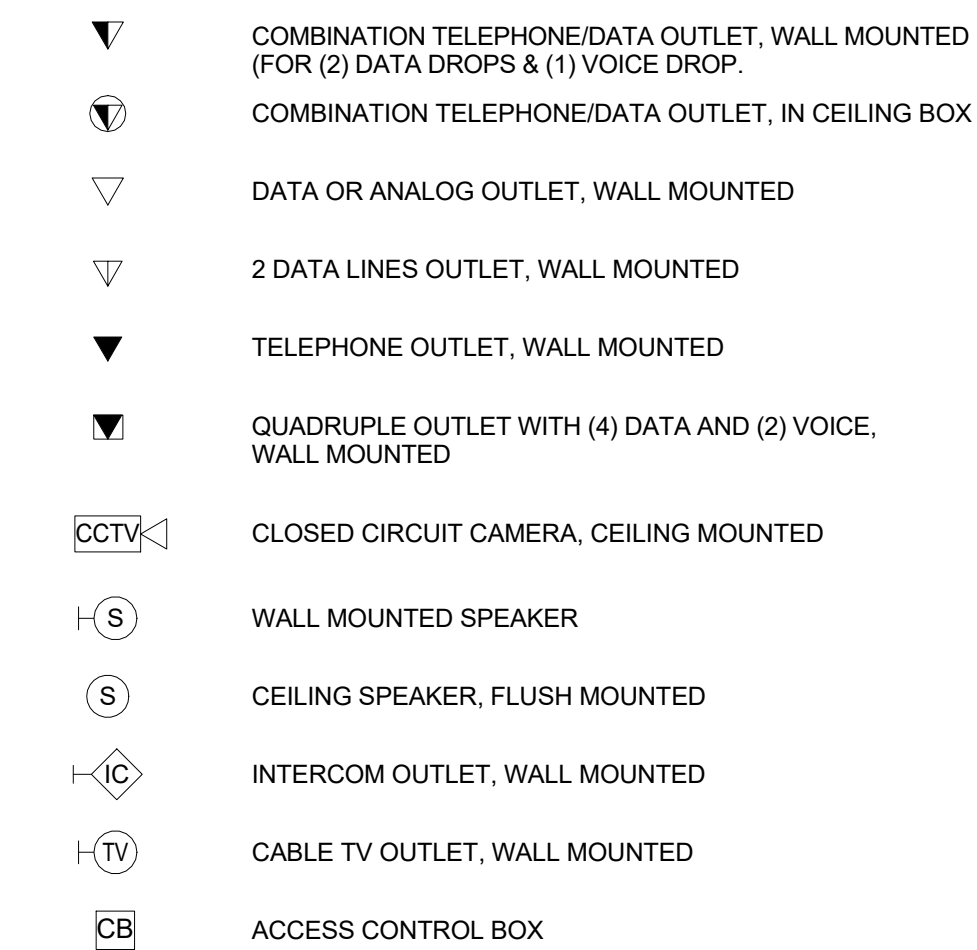 COMBINATION TELEPHONE/DATA OUTLET, WALL MOUNTED
(FOR (2) DATA DROPS & (1) VOICE DROP.
COMBINATION TELEPHONE/DATA OUTLET, IN CEILING BOX
DATA OR ANALOG OUTLET, WALL MOUNTED
2 DATA LINES OUTLET, WALL MOUNTED
TELEPHONE OUTLET, WALL MOUNTED
QUADRUPLE OUTLET WITH (4) DATA AND (2) VOICE,
WALL MOUNTED
CCTV CLOSED CIRCUIT CAMERA, CEILING MOUNTED
S WALL MOUNTED SPEAKER
S CEILING SPEAKER, FLUSH MOUNTED
IC INTERCOM OUTLET, WALL MOUNTED
TV CABLE TV OUTLET, WALL MOUNTED
CB ACCESS CONTROL BOX